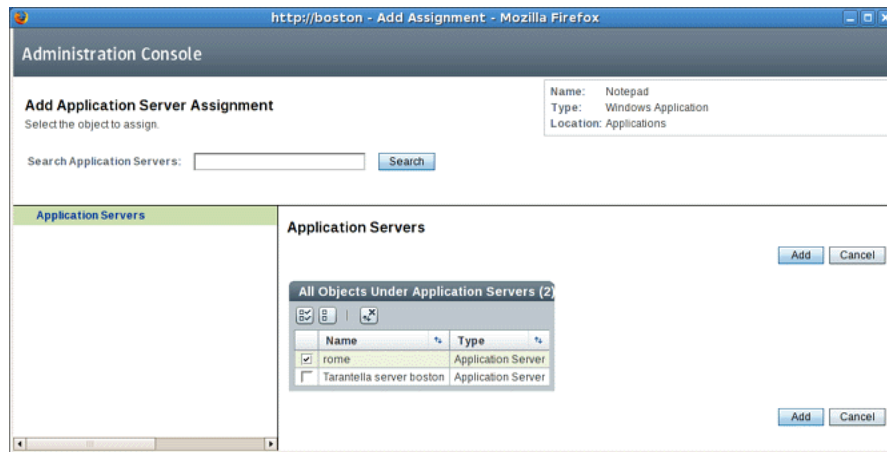 http://boston - Add Assignment - Mozilla Firefox
Administration Console
Add Application Server Assignment
Select the object to assign.
Name: Notepad
Type: Windows Application
Location: Applications
Search Application Servers: Search
Application Servers
Application Servers
Add Cancel
All Objects Under Application Servers (2)
Name Type
rome Application Server
Tarantella server boston Application Server
Add Cancel